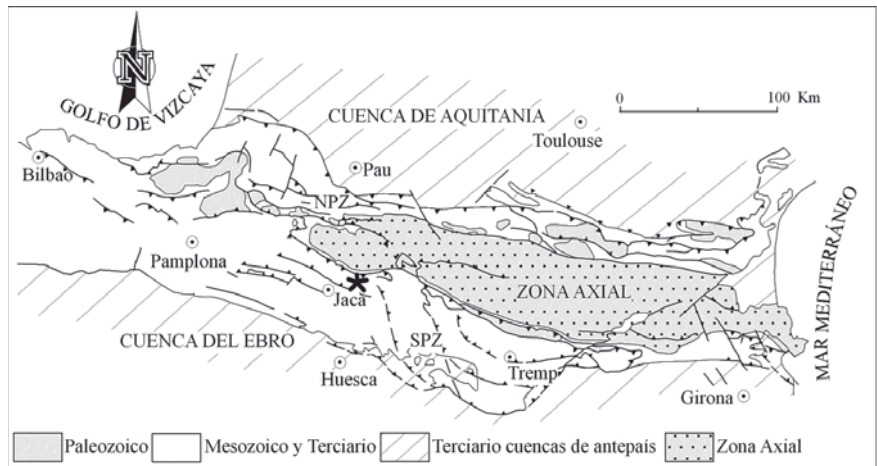 N
GOLFO DE VIZCAYA
CUENCA DE AQUITANIA
0 100 Km
Toulouse
Bilbao
Pau
NPZ
Pamplona
ZONA AXIAL
MAR MEDITERRÁNEO
Jaca
CUENCA DEL EBRO
SPZ
Tremp
Huesca
Girona
Paleozoico Mesozoico y Terciario Terciario cuencas de antepaís Zona Axial